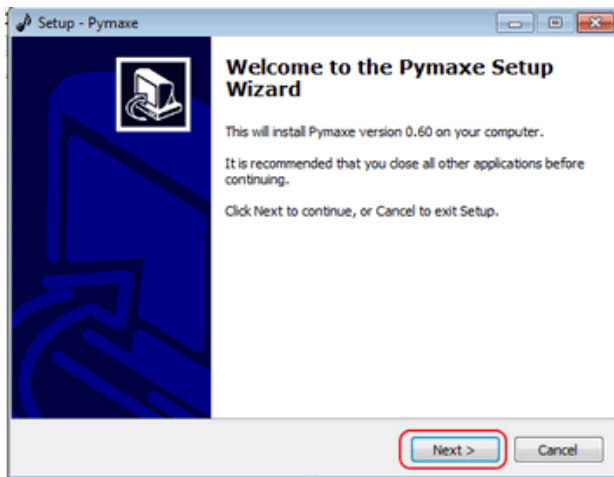 Setup - Pymaxe
Welcome to the Pymaxe Setup
Wizard
This will install Pymaxe version 0.60 on your computer.
It is recommended that you close all other applications before
continuing.
Click Next to continue, or Cancel to exit Setup.
Next >
Cancel